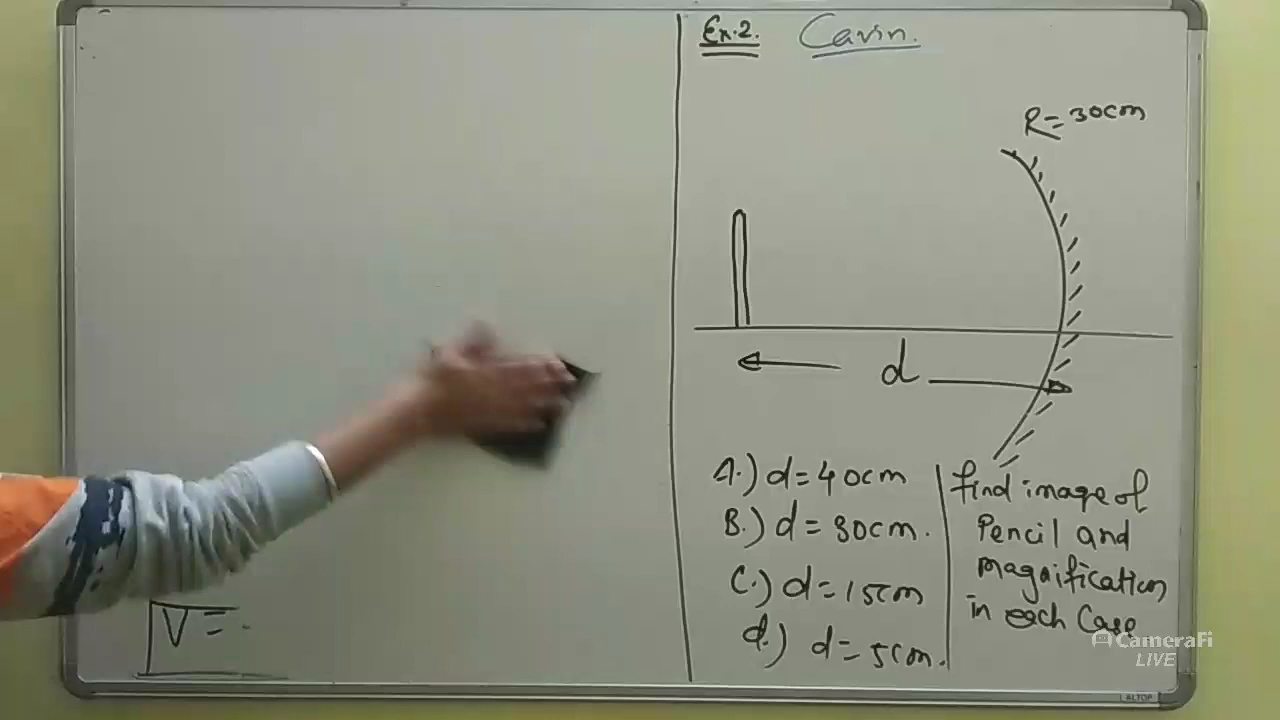 Ex.2. Cavin.
R=30cm
d
A.) d=40cm
B.) d=30cm.
C.) d=15cm
d.) d=5cm.
find image of
Pencil and
magnification
in each Case
V=
CameraFi
LIVE
ALTOP